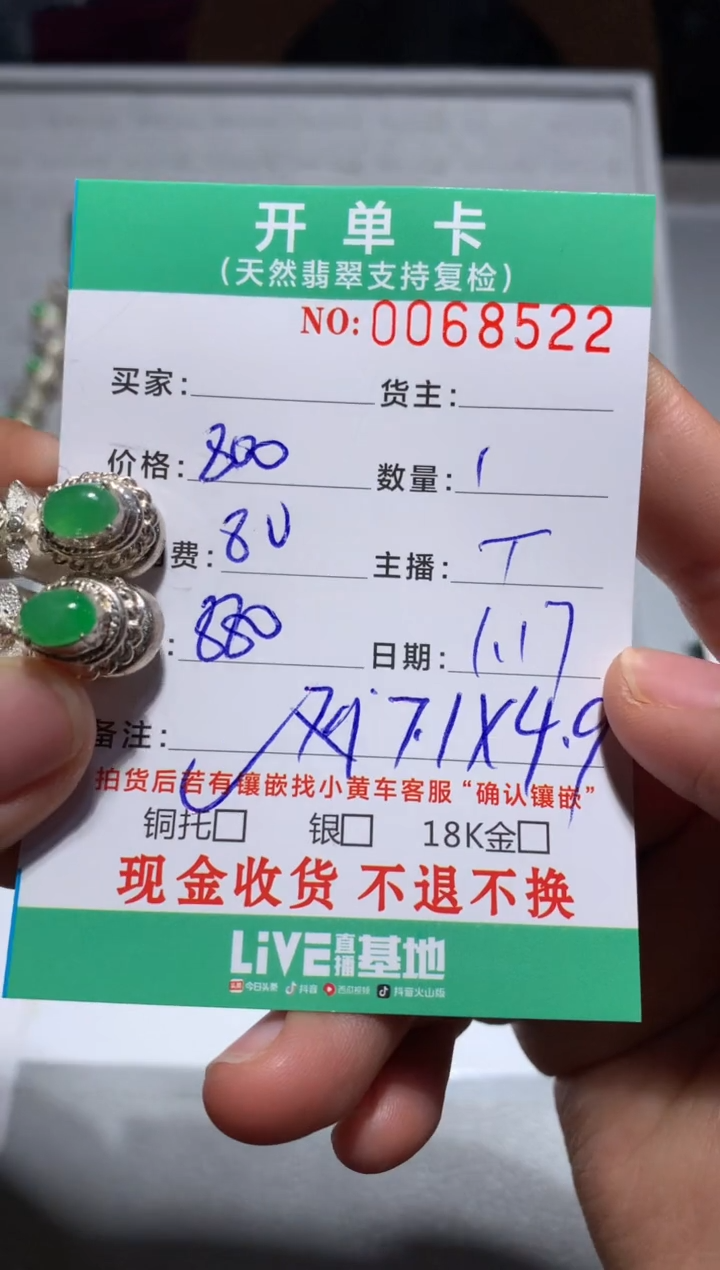 开单卡
(天然翡翠支持复检)
NO: 0068522
买家: 货主:
价格: 800 数量: 1
费: 80 主播: T
: 880 日期: 1.17
备注: 7.1X4.9
拍货后若有镶嵌找小黄车客服“确认镶嵌”
铜托□ 银□ 18K金□
现金收货 不退不换
LiVE直播基地
今日头条 抖音 西瓜视频 抖音火山版